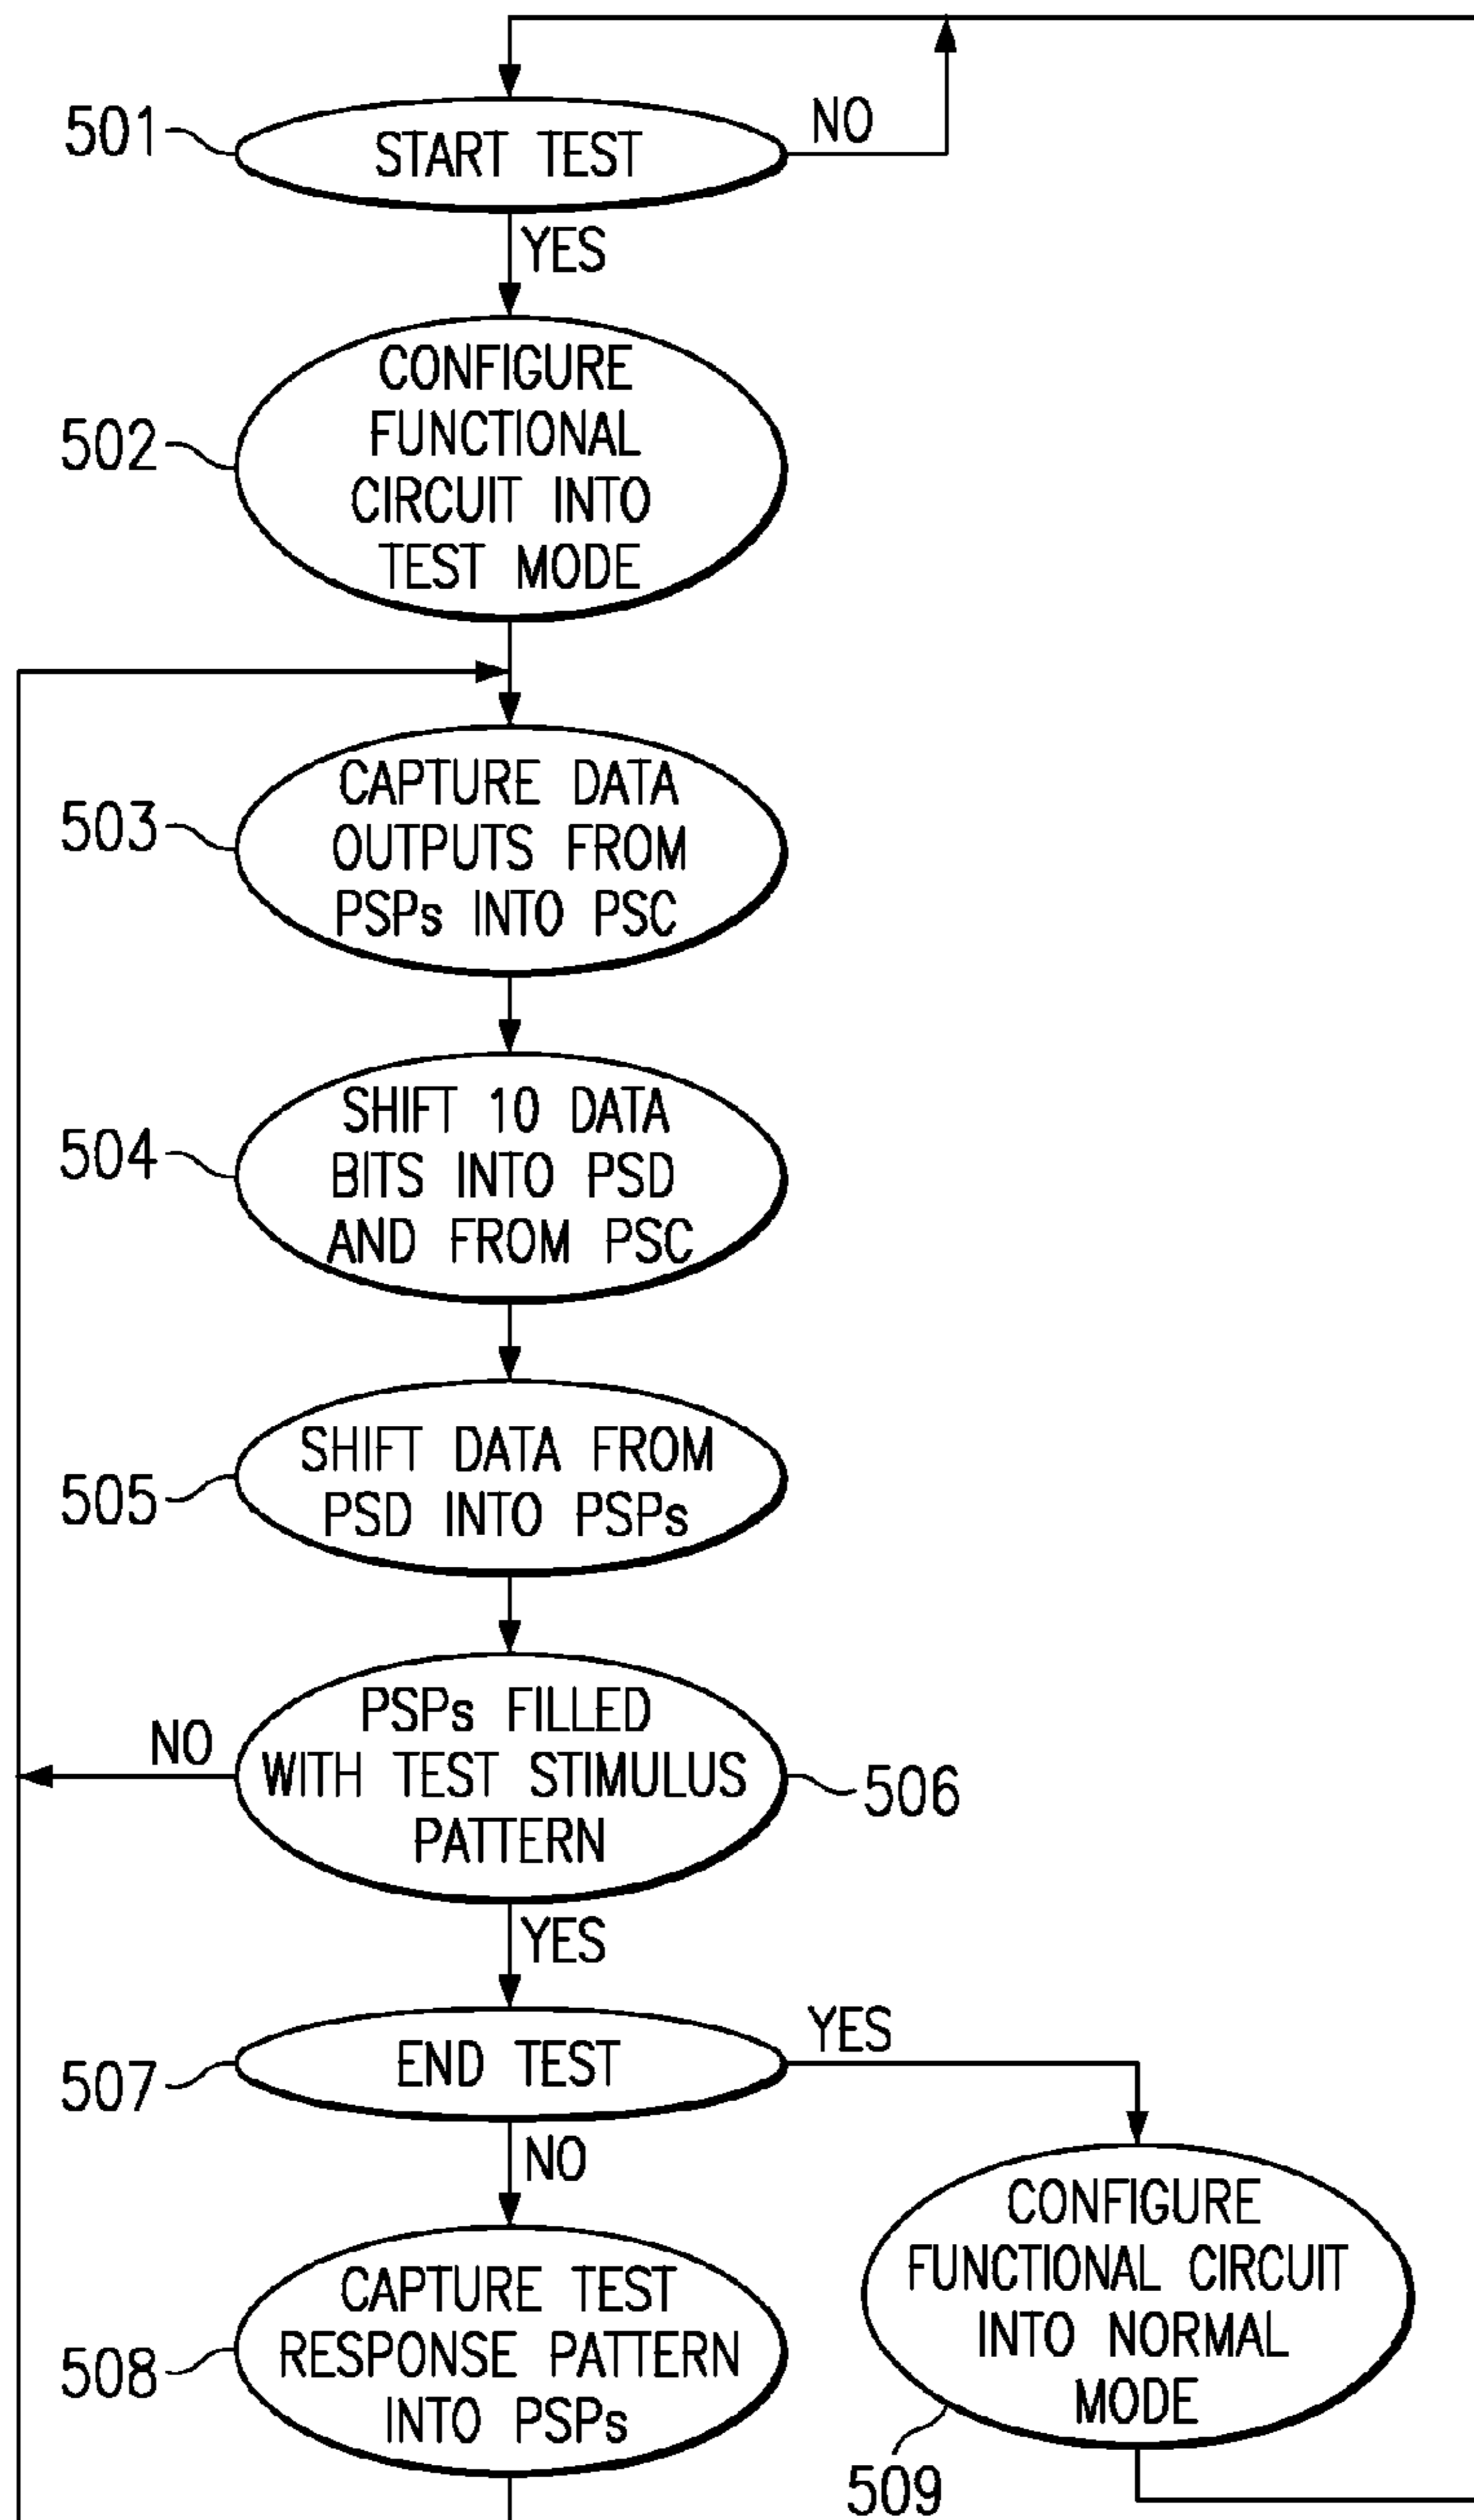 501
START TEST
NO
YES
502
CONFIGURE
FUNCTIONAL
CIRCUIT INTO
TEST MODE
503
CAPTURE DATA
OUTPUTS FROM
PSPs INTO PSC
504
SHIFT 10 DATA
BITS INTO PSD
AND FROM PSC
505
SHIFT DATA FROM
PSD INTO PSPs
NO
PSPs FILLED
WITH TEST STIMULUS
PATTERN
506
YES
507
END TEST
YES
NO
508
CAPTURE TEST
RESPONSE PATTERN
INTO PSPs
CONFIGURE
FUNCTIONAL CIRCUIT
INTO NORMAL
MODE
509